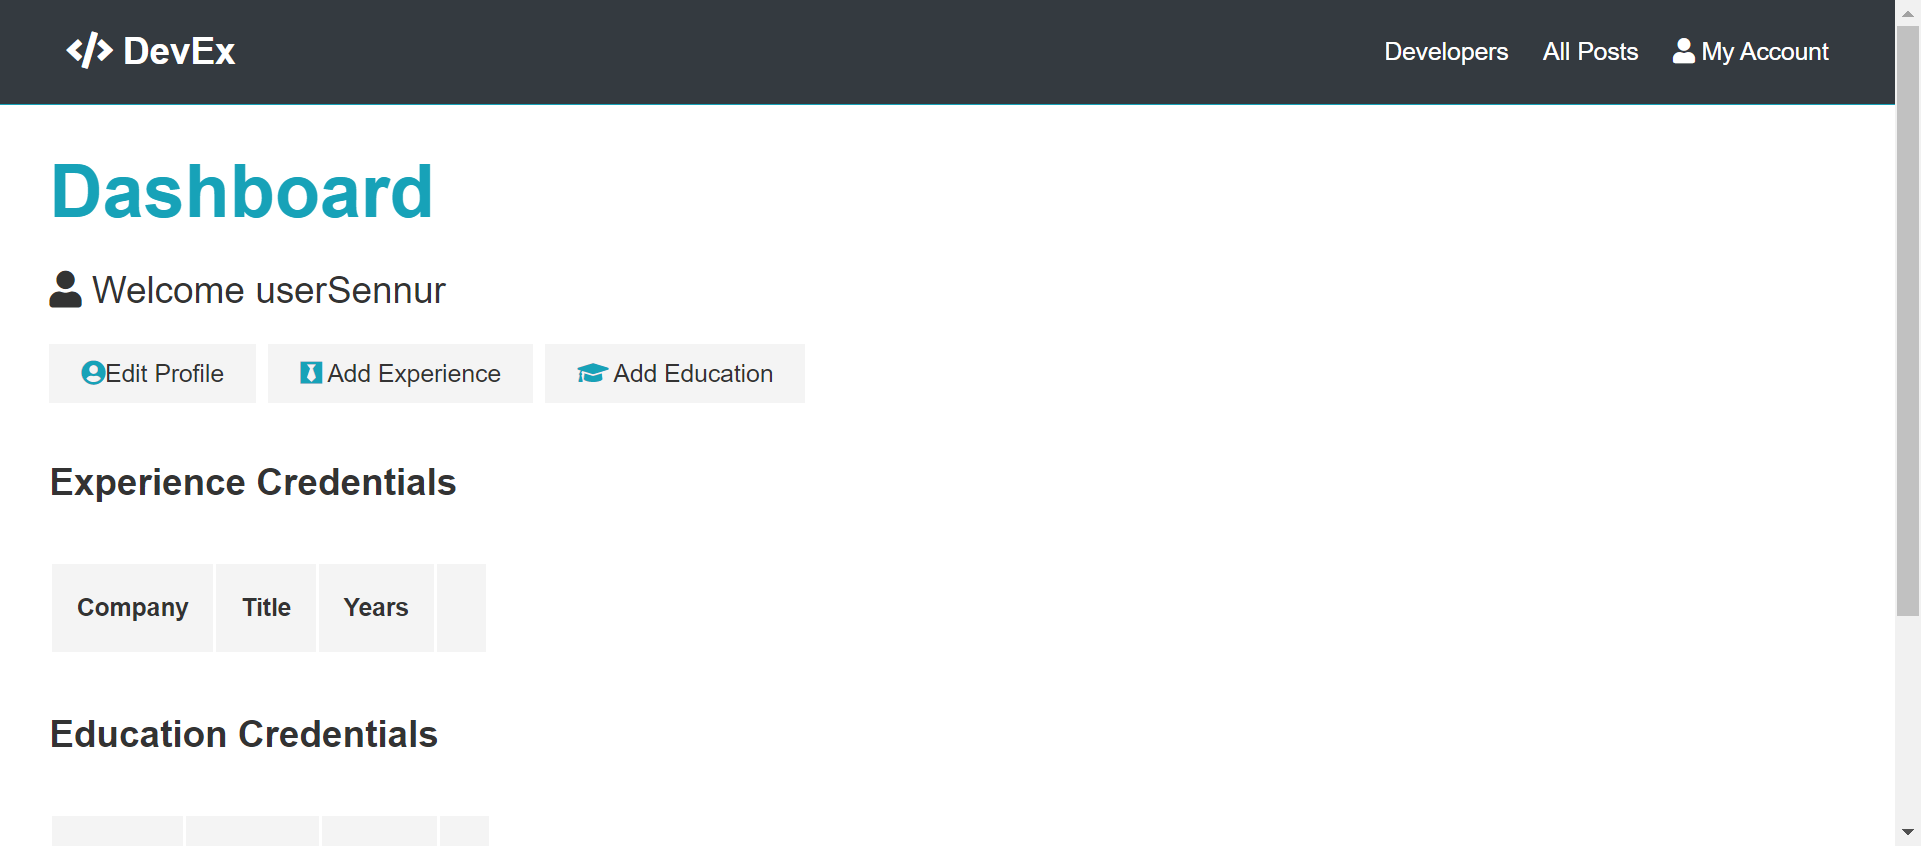 </> DevEx
Developers All Posts My Account
Dashboard
Welcome userSennur
Edit Profile Add Experience Add Education
Experience Credentials
Company Title Years
Education Credentials